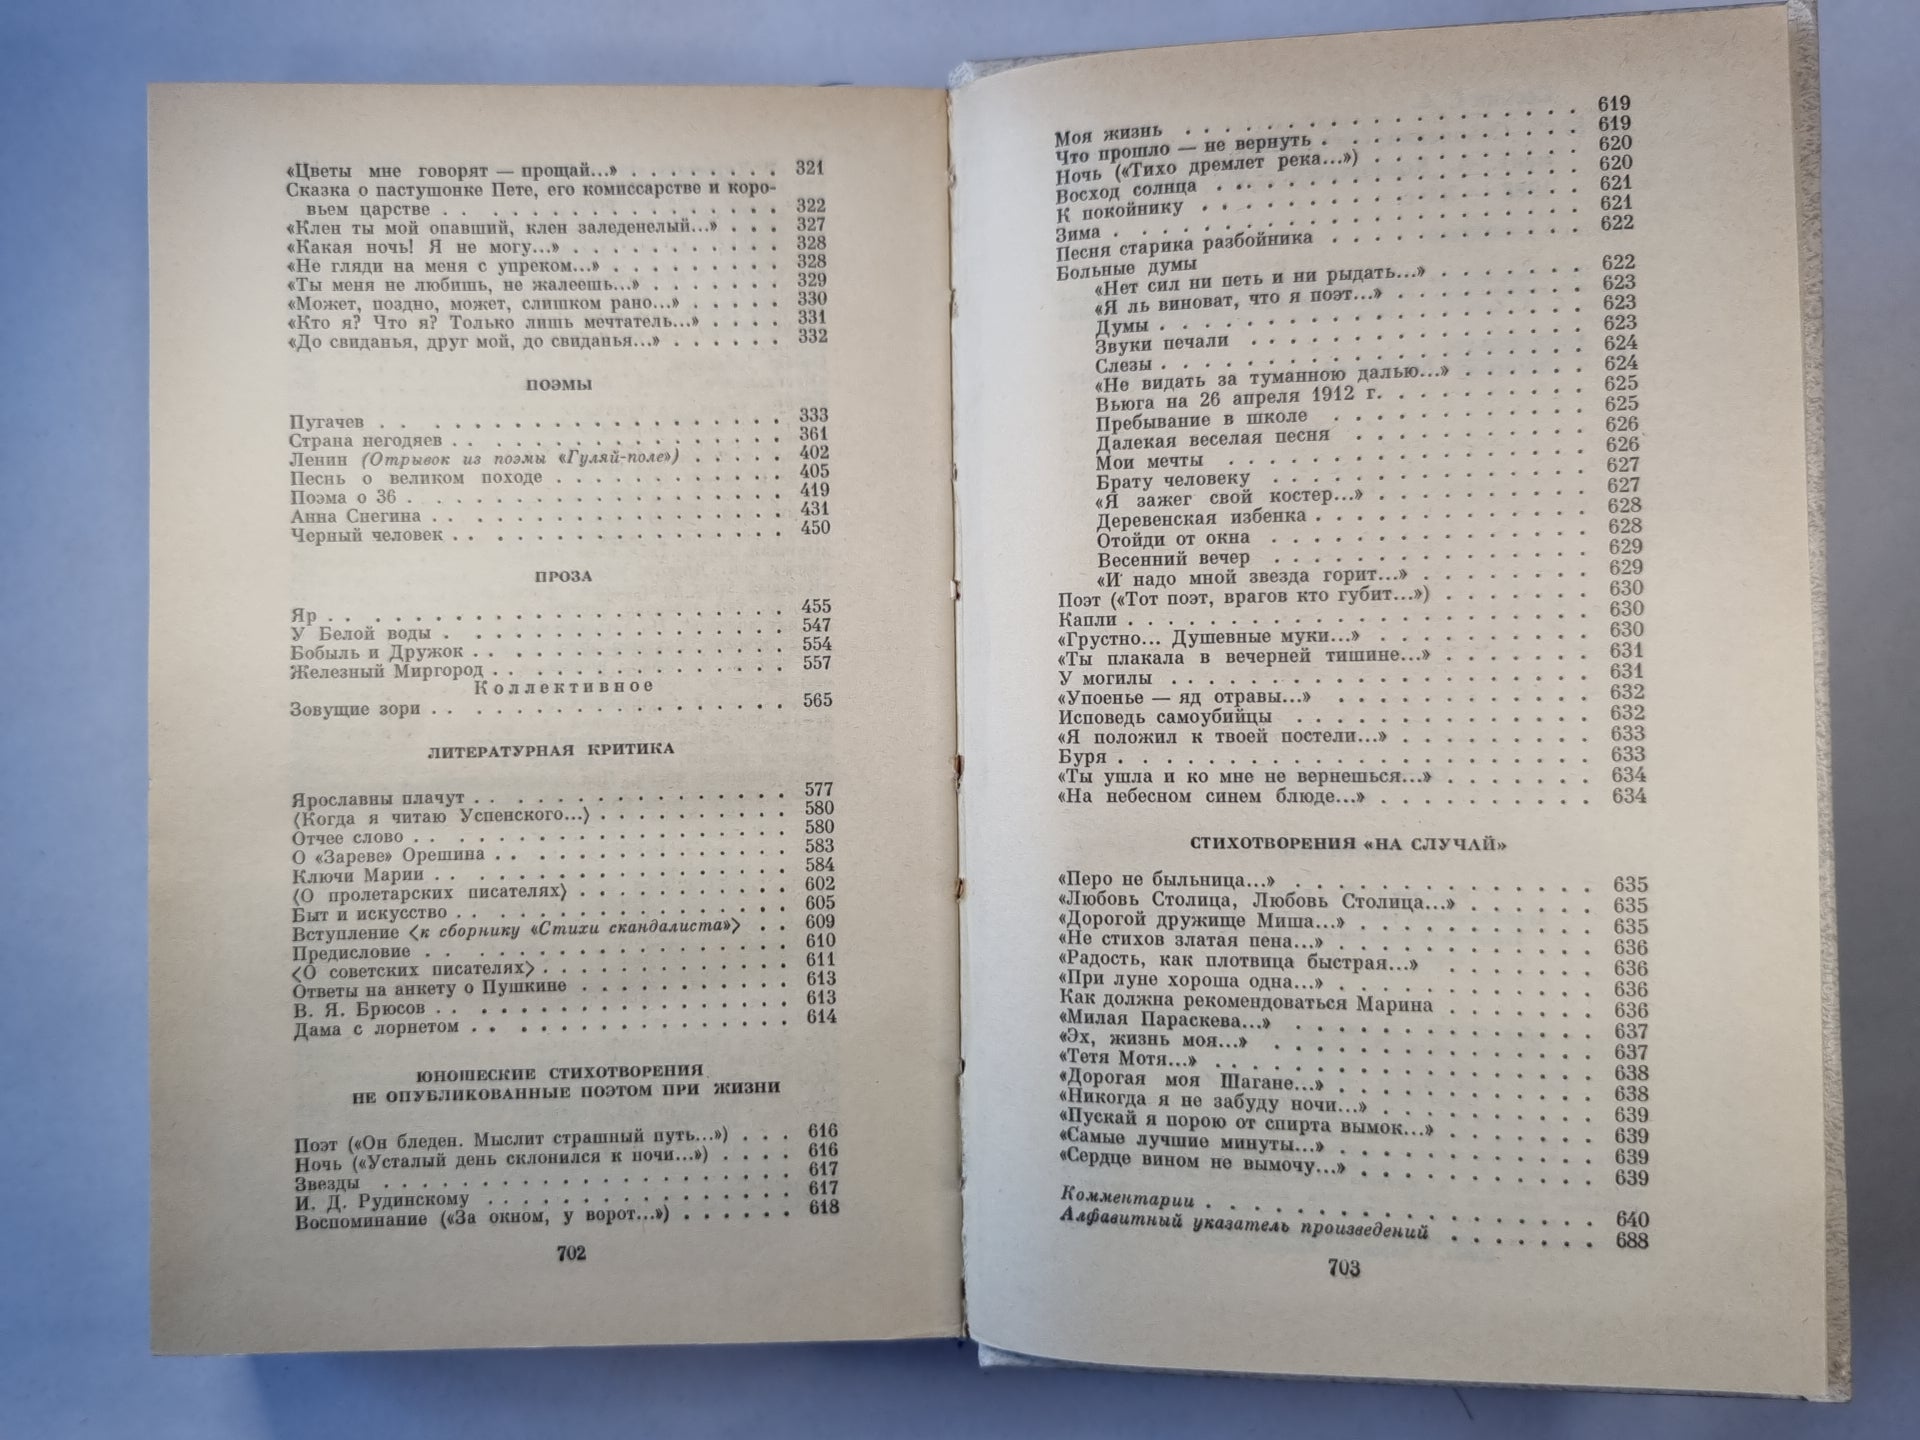 «Цветы мне говорят — прощай...» . . . . . . . . 321
Сказка о пастушонке Пете, его комиссарстве и коро-
вьем царстве . . . . . . . . . . . . . . . . 322
«Клен ты мой опавший, клен заледенелый...» . . . 327
«Какая ночь! Я не могу...» . . . . . . . . . . . 328
«Не гляди на меня с упреком...» . . . . . . . . . 328
«Ты меня не любишь, не жалеешь...» . . . . . . . 329
«Может, поздно, может, слишком рано...» . . . . . 330
«Кто я? Что я? Только лишь мечтатель...» . . . . 331
«До свиданья, друг мой, до свиданья...» . . . . . . 332
ПОЭМЫ
Пугачев . . . . . . . . . . . . . . . . . . . . 333
Страна негодяев . . . . . . . . . . . . . . . . 361
Ленин (Отрывок из поэмы «Гуляй-поле») . . . . . 402
Песнь о великом походе . . . . . . . . . . . . 405
Поэма о 36 . . . . . . . . . . . . . . . . . . 419
Анна Снегина . . . . . . . . . . . . . . . . . 431
Черный человек . . . . . . . . . . . . . . . . 450
ПРОЗА
Яр . . . . . . . . . . . . . . . . . . . . . . 455
У Белой воды . . . . . . . . . . . . . . . . . 547
Бобыль и Дружок . . . . . . . . . . . . . . . 554
Железный Миргород . . . . . . . . . . . . . . 557
Коллективное
Зовущие зори . . . . . . . . . . . . . . . . . 565
ЛИТЕРАТУРНАЯ КРИТИКА
Ярославны плачут . . . . . . . . . . . . . . . 577
〈Когда я читаю Успенского...〉 . . . . . . . . . . 580
Отчее слово . . . . . . . . . . . . . . . . . . 580
О «Зареве» Орешина . . . . . . . . . . . . . . 583
Ключи Марии . . . . . . . . . . . . . . . . . 584
〈О пролетарских писателях〉 . . . . . . . . . . . 602
Быт и искусство . . . . . . . . . . . . . . . . 605
Вступление 〈к сборнику «Стихи скандалиста»〉 . . 609
Предисловие . . . . . . . . . . . . . . . . . . 610
〈О советских писателях〉 . . . . . . . . . . . . . 611
Ответы на анкету о Пушкине . . . . . . . . . . 613
В. Я. Брюсов . . . . . . . . . . . . . . . . . 613
Дама с лорнетом . . . . . . . . . . . . . . . . 614
ЮНОШЕСКИЕ СТИХОТВОРЕНИЯ
НЕ ОПУБЛИКОВАННЫЕ ПОЭТОМ ПРИ ЖИЗНИ
Поэт («Он бледен. Мыслит страшный путь...») . . . 616
Ночь («Усталый день склонился к ночи...») . . . . 616
Звезды . . . . . . . . . . . . . . . . . . . . 617
И. Д. Рудинскому . . . . . . . . . . . . . . . 617
Воспоминание («За окном, у ворот...») . . . . . . 618
702
Моя жизнь . . . . . . . . . . . . . . . . . . 619
Что прошло — не вернуть . . . . . . . . . . . . 619
Ночь («Тихо дремлет река...») . . . . . . . . . . 620
Восход солнца . . . . . . . . . . . . . . . . . 620
К покойнику . . . . . . . . . . . . . . . . . . 621
Зима . . . . . . . . . . . . . . . . . . . . . 621
Песня старика разбойника . . . . . . . . . . . . 622
Больные думы
«Нет сил ни петь и ни рыдать...» . . . . . . . 622
«Я ль виноват, что я поэт...» . . . . . . . . . 623
Думы . . . . . . . . . . . . . . . . . . . 623
Звуки печали . . . . . . . . . . . . . . . . 623
Слезы . . . . . . . . . . . . . . . . . . . 624
«Не видать за туманною далью...» . . . . . . 624
Вьюга на 26 апреля 1912 г. . . . . . . . . . 625
Пребывание в школе . . . . . . . . . . . . 625
Далекая веселая песня . . . . . . . . . . . 626
Мои мечты . . . . . . . . . . . . . . . . 626
Брату человеку . . . . . . . . . . . . . . 627
«Я зажег свой костер...» . . . . . . . . . . 627
Деревенская избенка . . . . . . . . . . . . . 628
Отойди от окна . . . . . . . . . . . . . . 628
Весенний вечер . . . . . . . . . . . . . . 629
«И надо мной звезда горит...» . . . . . . . . 629
Поэт («Тот поэт, врагов кто губит...») . . . . . . . 630
Капли . . . . . . . . . . . . . . . . . . . . 630
«Грустно... Душевные муки...» . . . . . . . . . . 630
«Ты плакала в вечерней тишине...» . . . . . . . 631
У могилы . . . . . . . . . . . . . . . . . . . 631
«Упоенье — яд отравы...» . . . . . . . . . . . . 632
Исповедь самоубийцы . . . . . . . . . . . . . . 632
«Я положил к твоей постели...» . . . . . . . . . 633
Буря . . . . . . . . . . . . . . . . . . . . . 633
«Ты ушла и ко мне не вернешься...» . . . . . . . 634
«На небесном синем блюде...» . . . . . . . . . . 634
СТИХОТВОРЕНИЯ «НА СЛУЧАЙ»
«Перо не быльница...» . . . . . . . . . . . . . 635
«Любовь Столица, Любовь Столица...» . . . . . . 635
«Дорогой дружище Миша...» . . . . . . . . . . . 635
«Не стихов златая пена...» . . . . . . . . . . . 636
«Радость, как плотвица быстрая...» . . . . . . . 636
«При луне хороша одна...» . . . . . . . . . . . 636
Как должна рекомендоваться Марина . . . . . . . 636
«Милая Параскева...» . . . . . . . . . . . . . . 637
«Эх, жизнь моя...» . . . . . . . . . . . . . . . 637
«Тетя Мотя...» . . . . . . . . . . . . . . . . . 638
«Дорогая моя Шагане...» . . . . . . . . . . . . 638
«Никогда я не забуду ночи...» . . . . . . . . . . 639
«Пускай я порою от спирта вымок...» . . . . . . . 639
«Самые лучшие минуты...» . . . . . . . . . . . . 639
«Сердце вином не вымочу...» . . . . . . . . . . . 639
Комментарии . . . . . . . . . . . . . . . . . 640
Алфавитный указатель произведений . . . . . . . 688
703